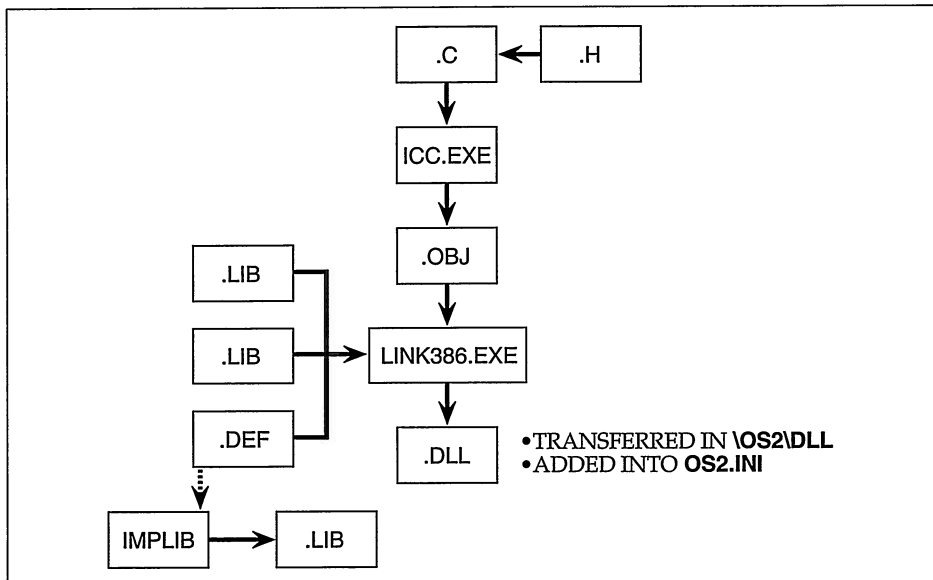 .C
.H
ICC.EXE
.OBJ
.LIB
.LIB
LINK386.EXE
.DEF
.DLL
•TRANSFERRED IN \OS2\DLL
•ADDED INTO OS2.INI
IMPLIB
.LIB